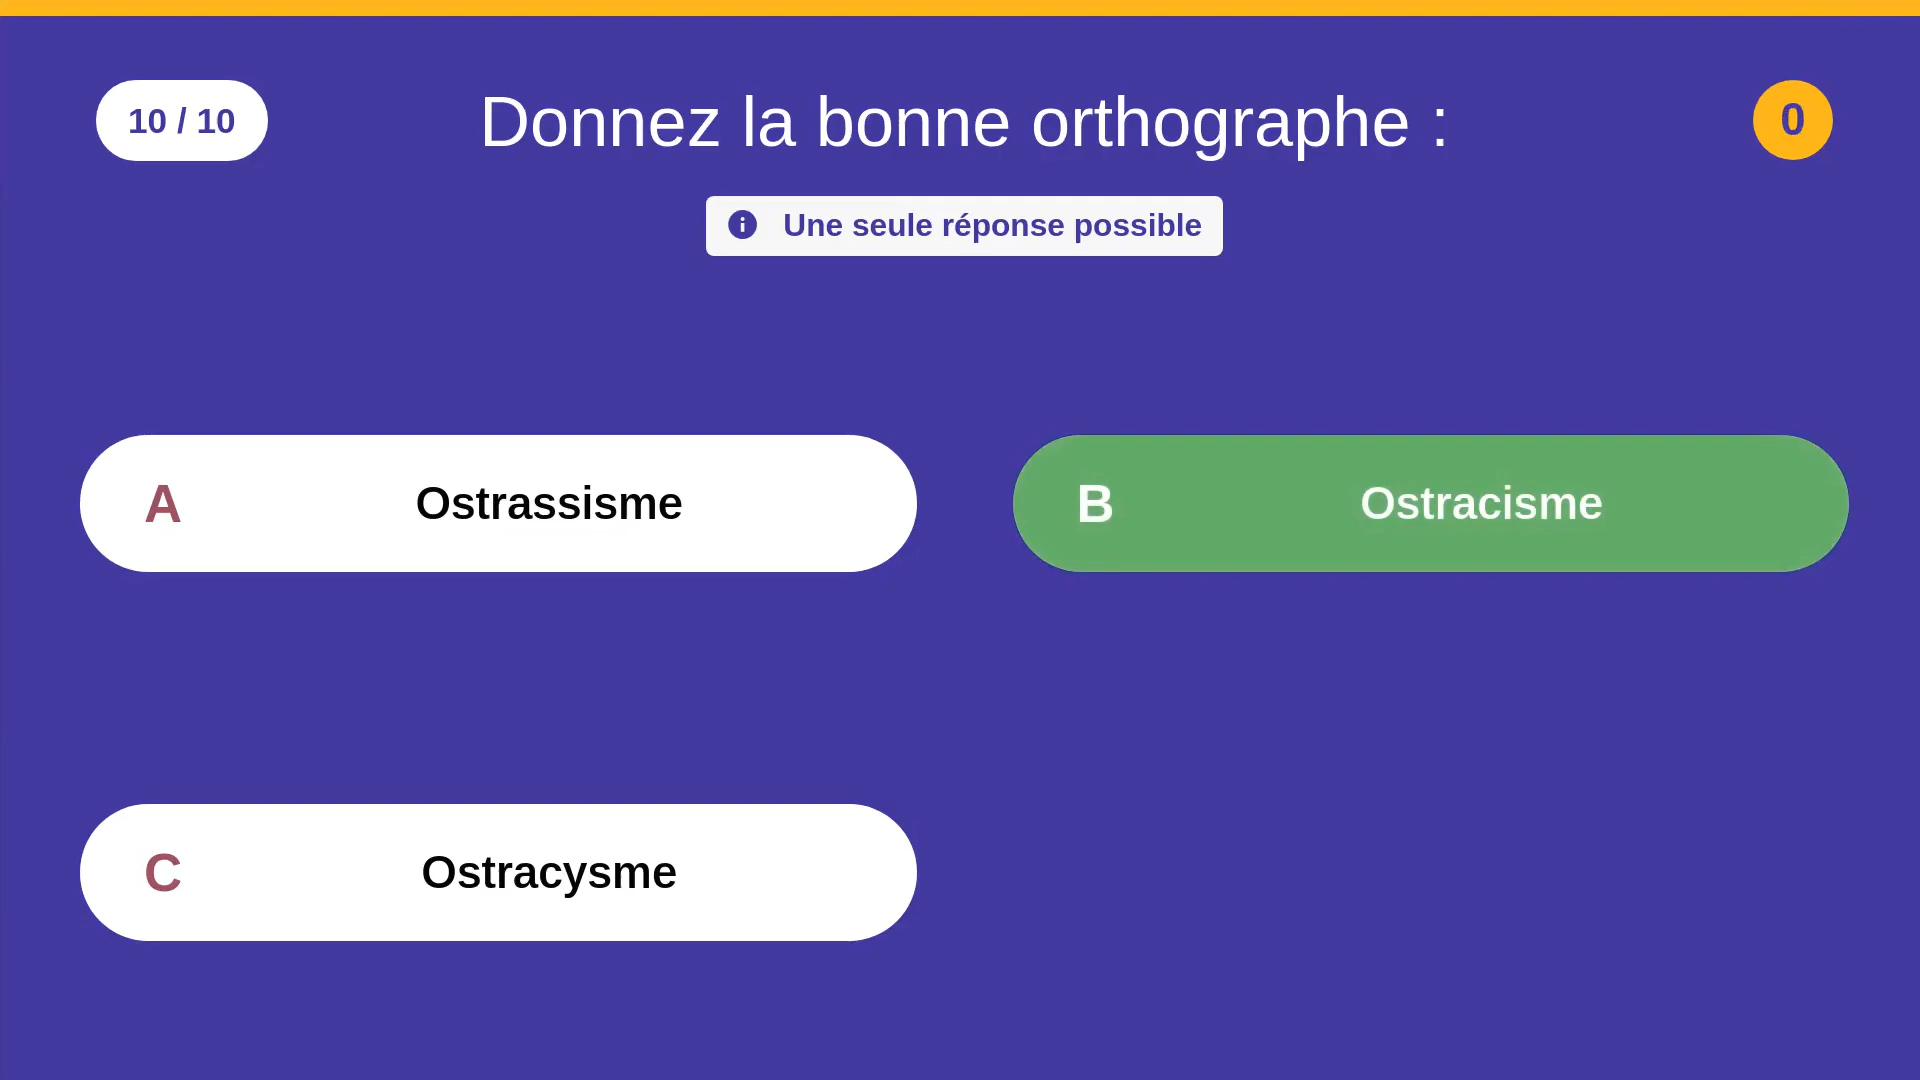 10 / 10
Donnez la bonne orthographe :
0
Une seule réponse possible
A
Ostrassisme
B
Ostracisme
C
Ostracysme